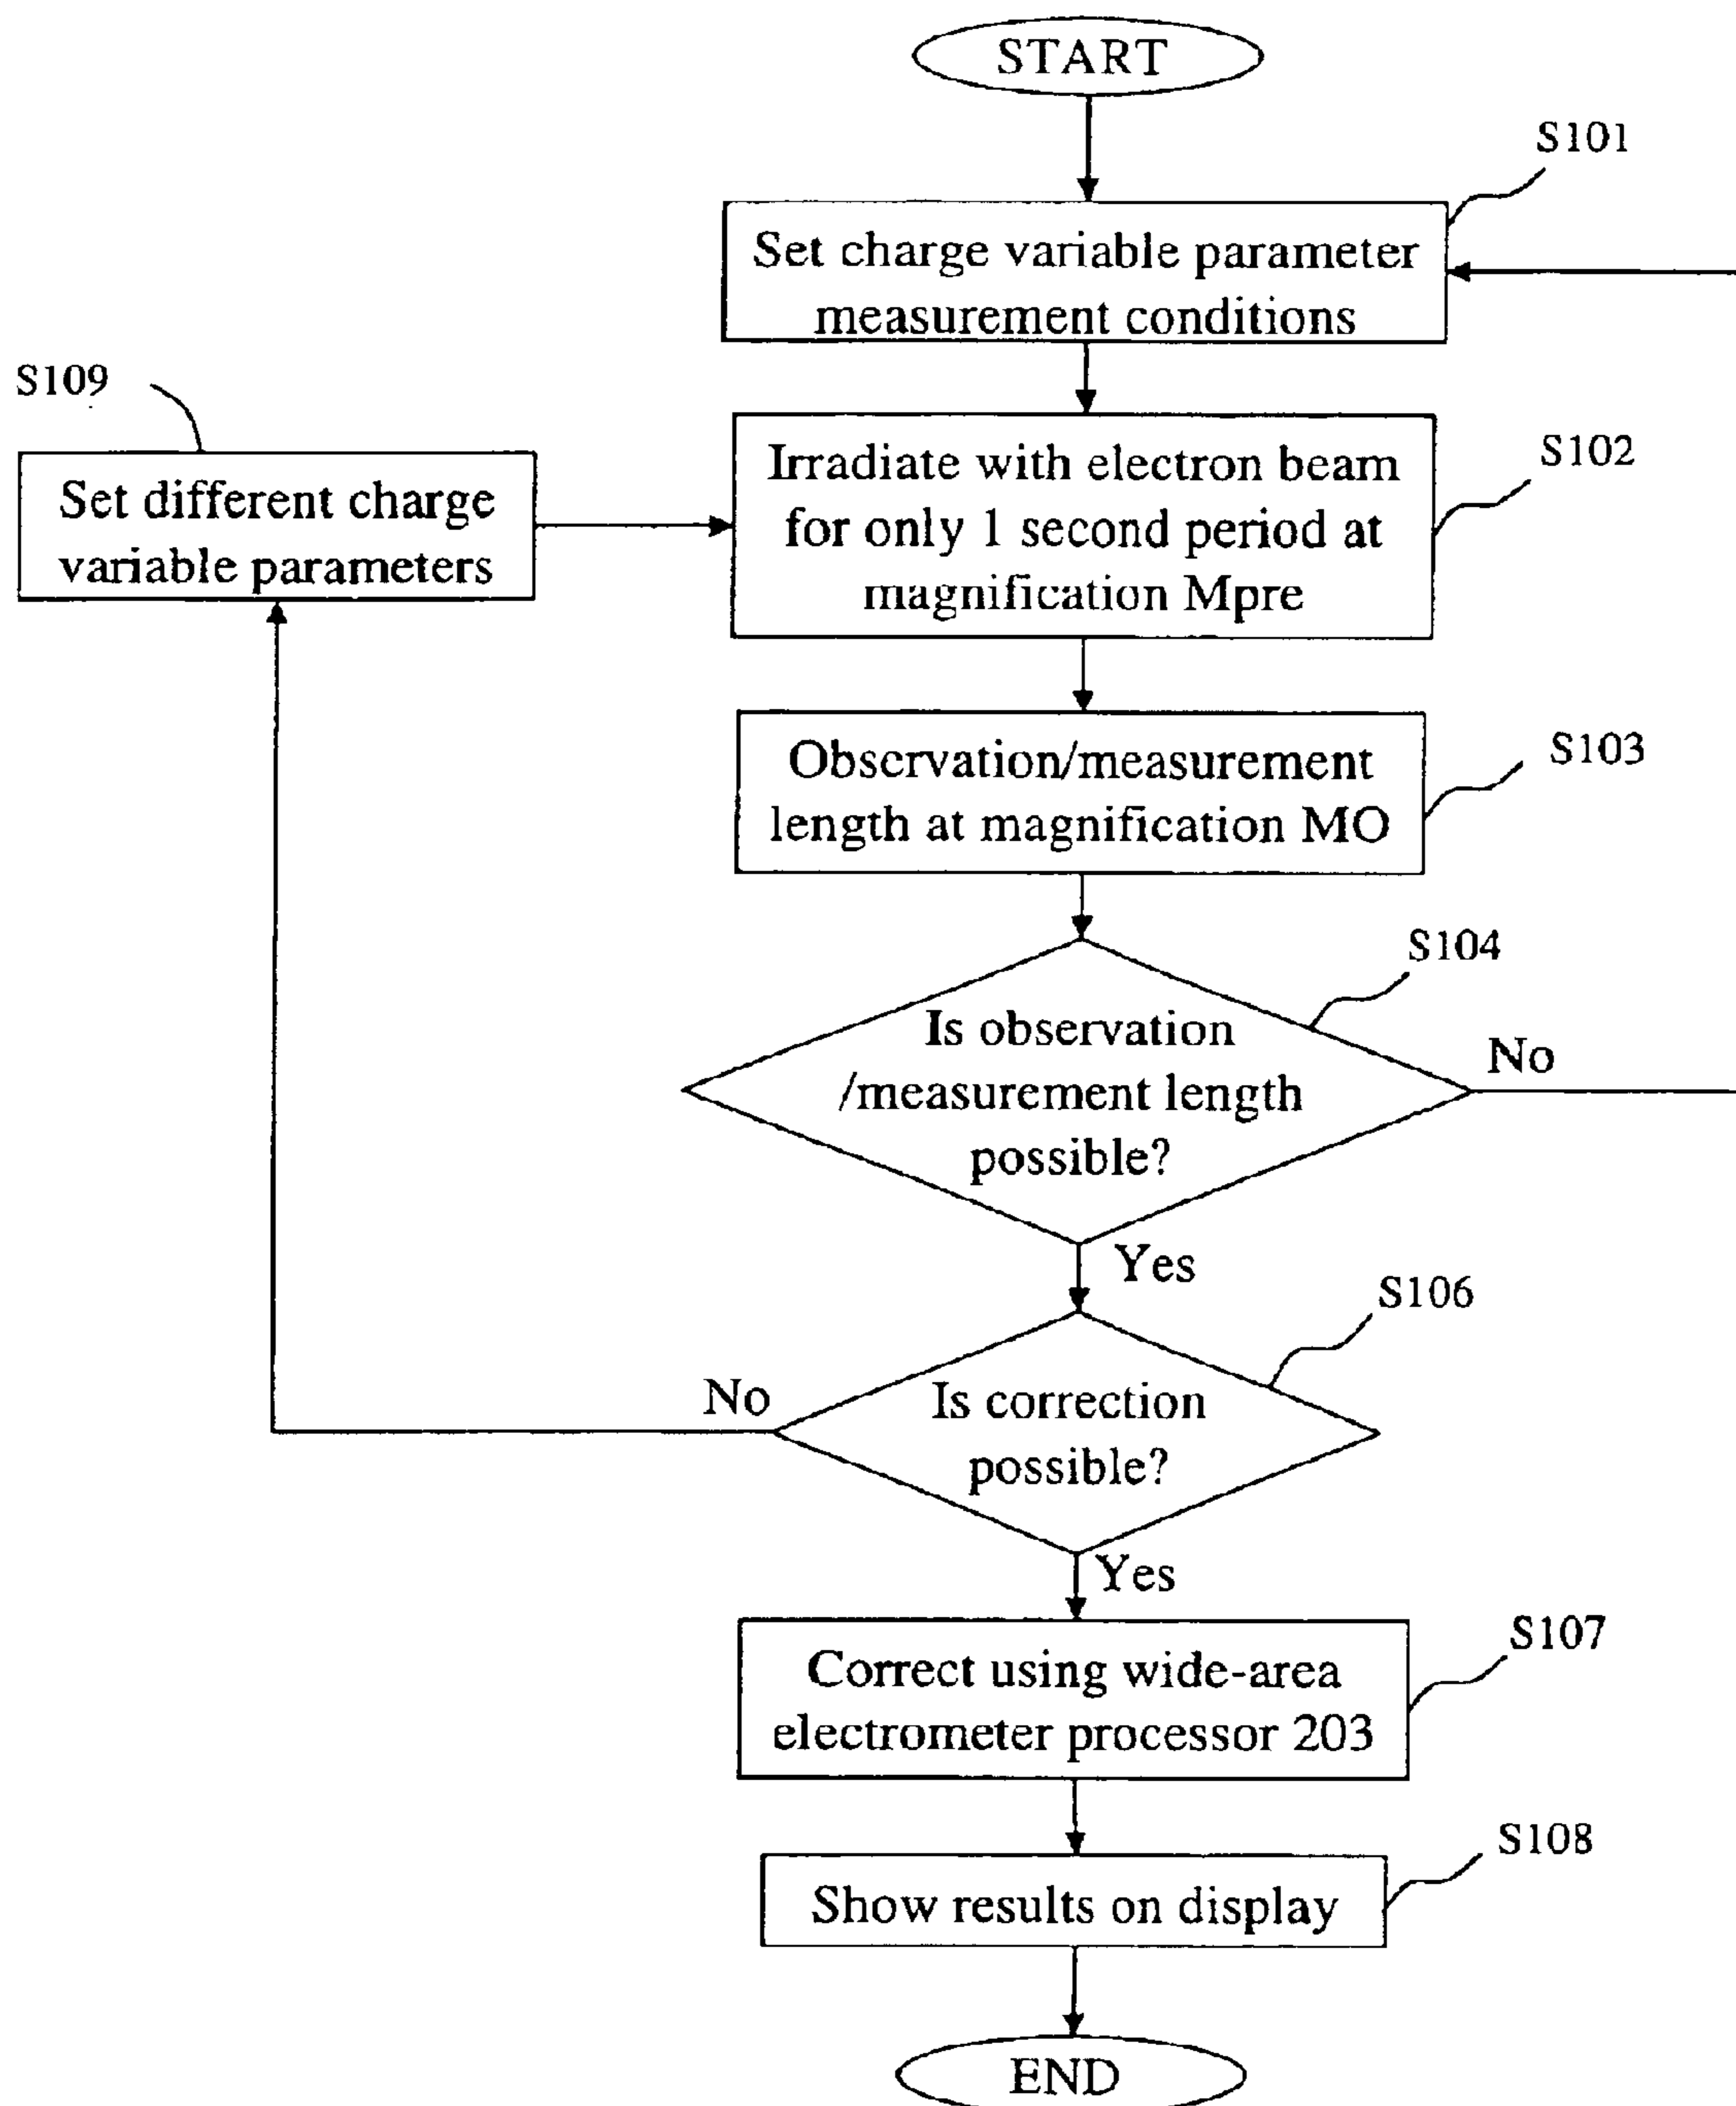 START
S101
Set charge variable parameter
measurement conditions
S109
Set different charge
variable parameters
S102
Irradiate with electron beam
for only 1 second period at
magnification Mpre
S103
Observation/measurement
length at magnification MO
S104
Is observation
/measurement length
possible?
No
Yes
S106
Is correction
possible?
No
Yes
S107
Correct using wide-area
electrometer processor 203
S108
Show results on display
END